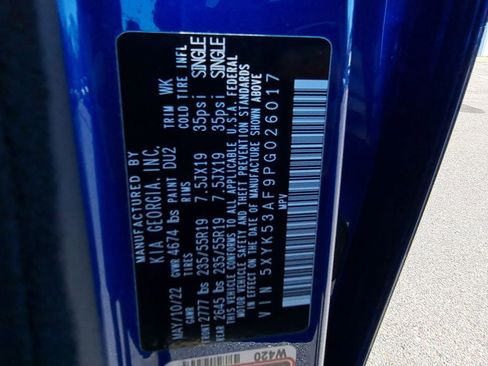 MANUFACTURED BY
KIA GEORGIA, INC.
MAY/10/22 GVWR 4674 lbs PAINT DU2 TRIM WK
TIRES RIMS COLD TIRE INFL
FRONT 2777 lbs 235/55R19 7.5JX19 35psi SINGLE
REAR 2645 lbs 235/55R19 7.5JX19 35psi SINGLE
THIS VEHICLE CONFORMS TO ALL APPLICABLE U.S.A. FEDERAL
MOTOR VEHICLE SAFETY AND THEFT PREVENTION STANDARDS
IN EFFECT ON THE DATE OF MANUFACTURE SHOWN ABOVE
VIN 5XYK53AF9PG026017
MPV
W420